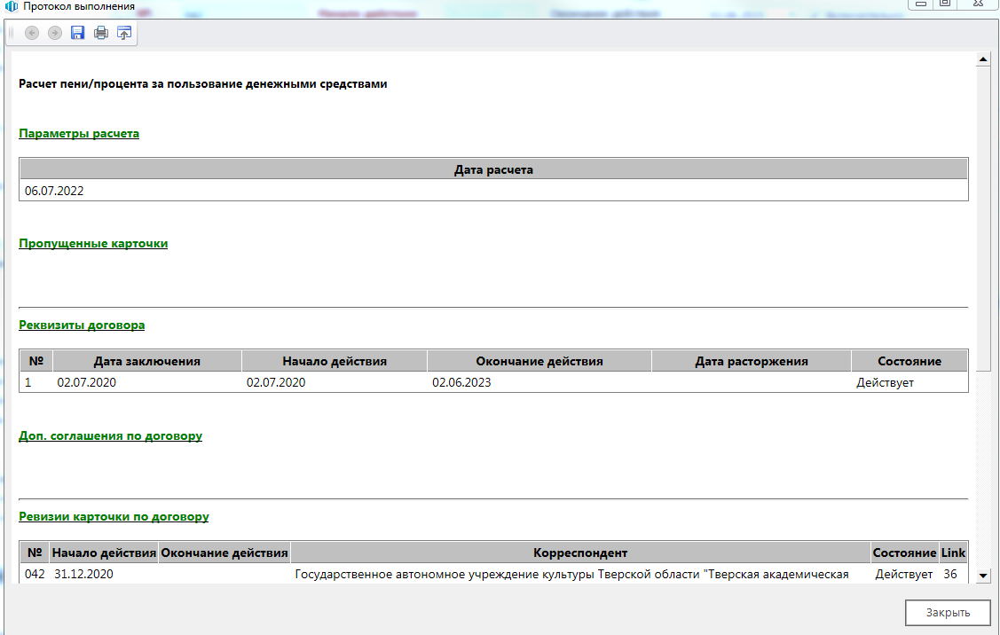 Протокол выполнения
Расчет пени/процента за пользование денежными средствами
Параметры расчета
Дата расчета
06.07.2022
Пропущенные карточки
Реквизиты договора
№ Дата заключения Начало действия Окончание действия Дата расторжения Состояние
1 02.07.2020 02.07.2020 02.06.2023 Действует
Доп. соглашения по договору
Ревизии карточки по договору
№ Начало действия Окончание действия Корреспондент Состояние Link
042 31.12.2020 Государственное автономное учреждение культуры Тверской области "Тверская академическая Действует 36
Закрыть